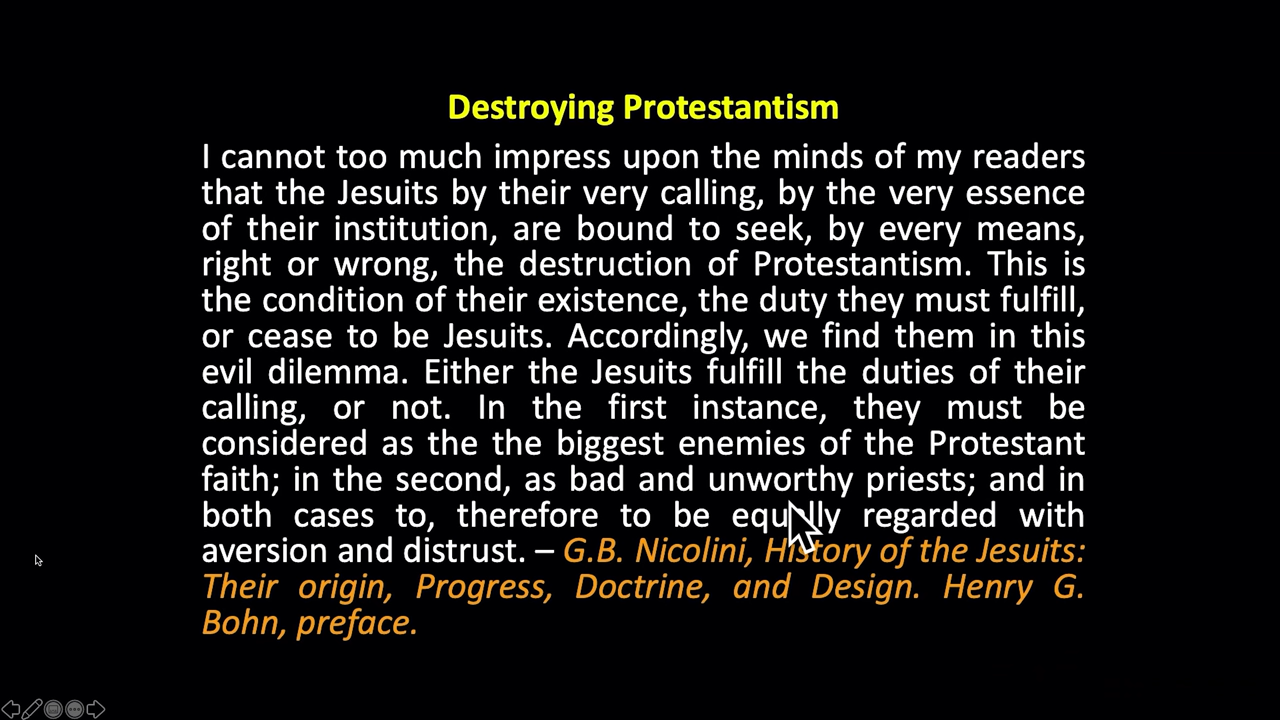 Destroying Protestantism
I cannot too much impress upon the minds of my readers
that the Jesuits by their very calling, by the very essence
of their institution, are bound to seek, by every means,
right or wrong, the destruction of Protestantism. This is
the condition of their existence, the duty they must fulfill,
or cease to be Jesuits. Accordingly, we find them in this
evil dilemma. Either the Jesuits fulfill the duties of their
calling, or not. In the first instance, they must be
considered as the the biggest enemies of the Protestant
faith; in the second, as bad and unworthy priests; and in
both cases to, therefore to be equally regarded with
aversion and distrust. – G.B. Nicolini, History of the Jesuits:
Their origin, Progress, Doctrine, and Design. Henry G.
Bohn, preface.